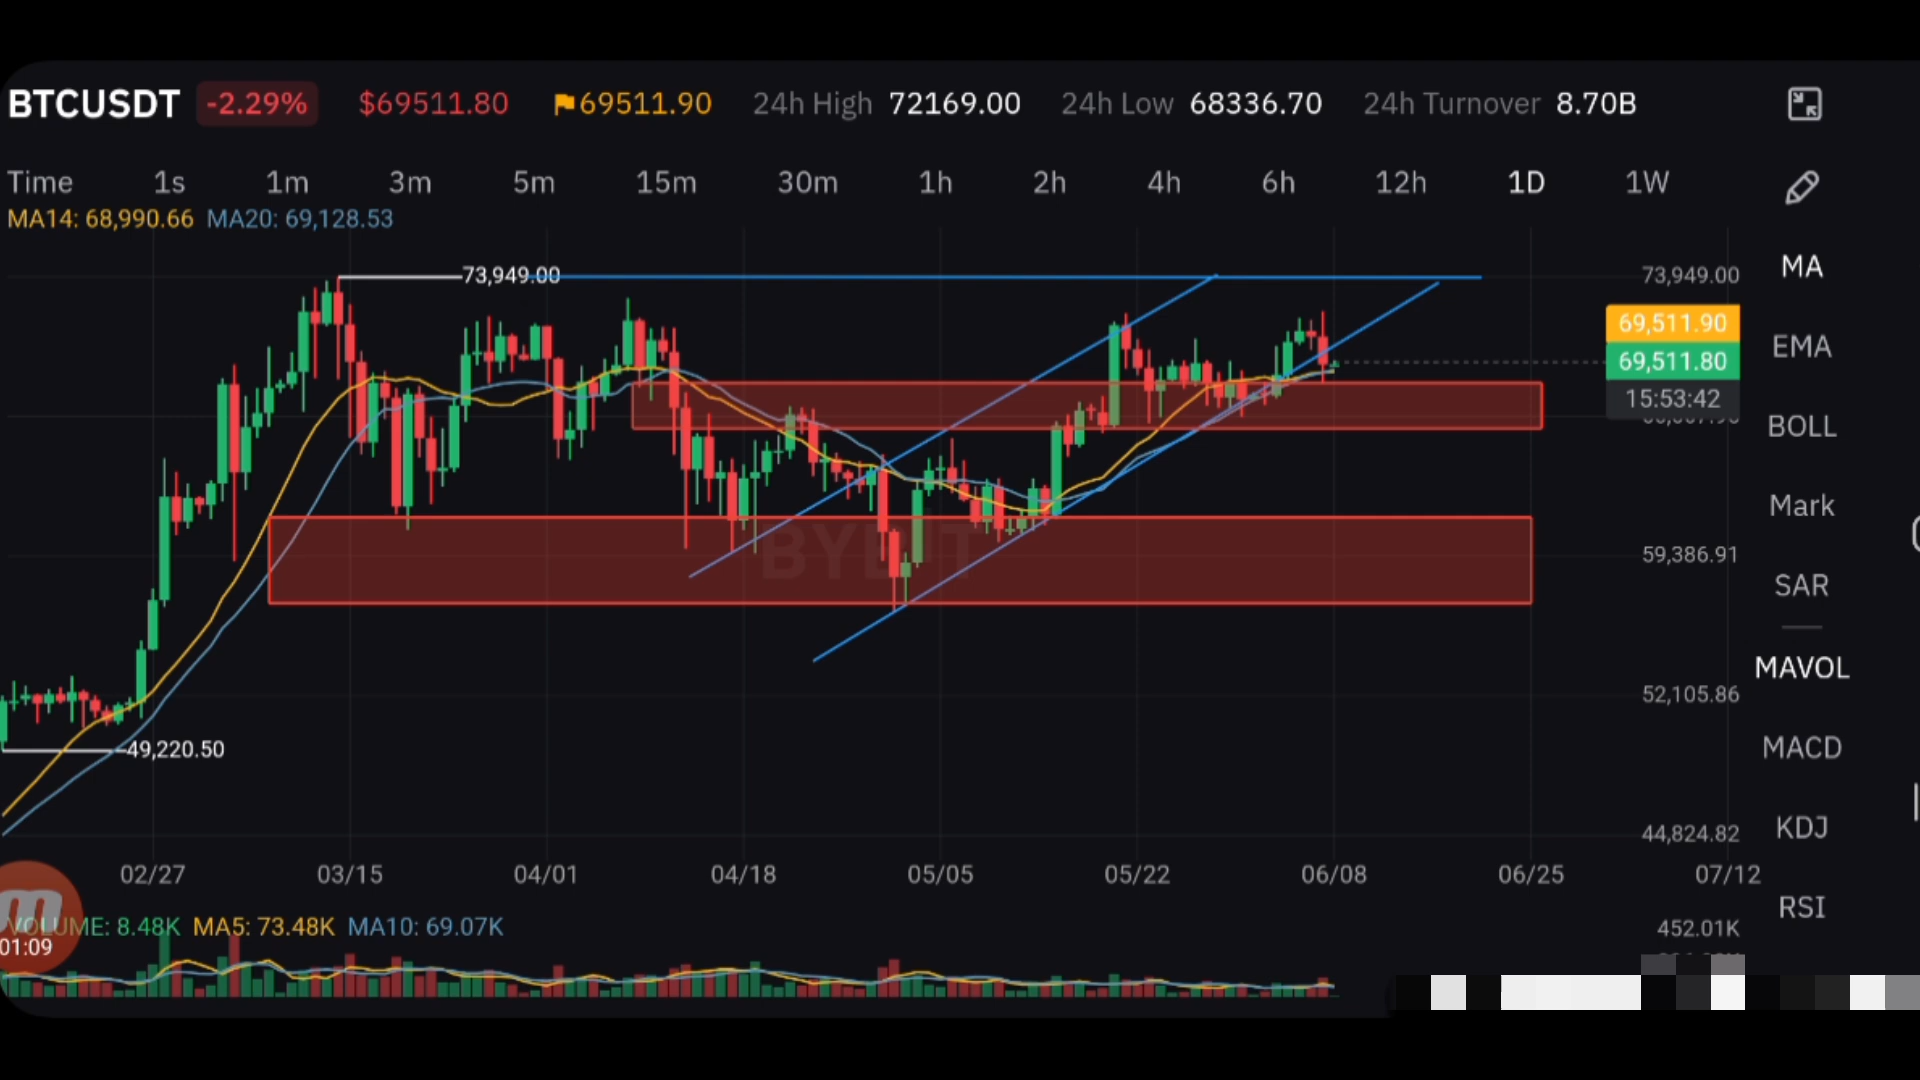 BTCUSDT -2.29% $69511.80 69511.90 24h High 72169.00 24h Low 68336.70 24h Turnover 8.70B
Time 1s 1m 3m 5m 15m 30m 1h 2h 4h 6h 12h 1D 1W
MA14: 68,990.66 MA20: 69,128.53
73,949.00 73,949.00 MA
69,511.90
EMA
69,511.80
15:53:42
BOLL
Mark
BYBIT
59,386.91
SAR
MAVOL
52,105.86
49,220.50 MACD
44,824.82 KDJ
02/27 03/15 04/01 04/18 05/05 05/22 06/08 06/25 07/12
RSI
VOLUME: 8.48K MA5: 73.48K MA10: 69.07K 452.01K
01:09